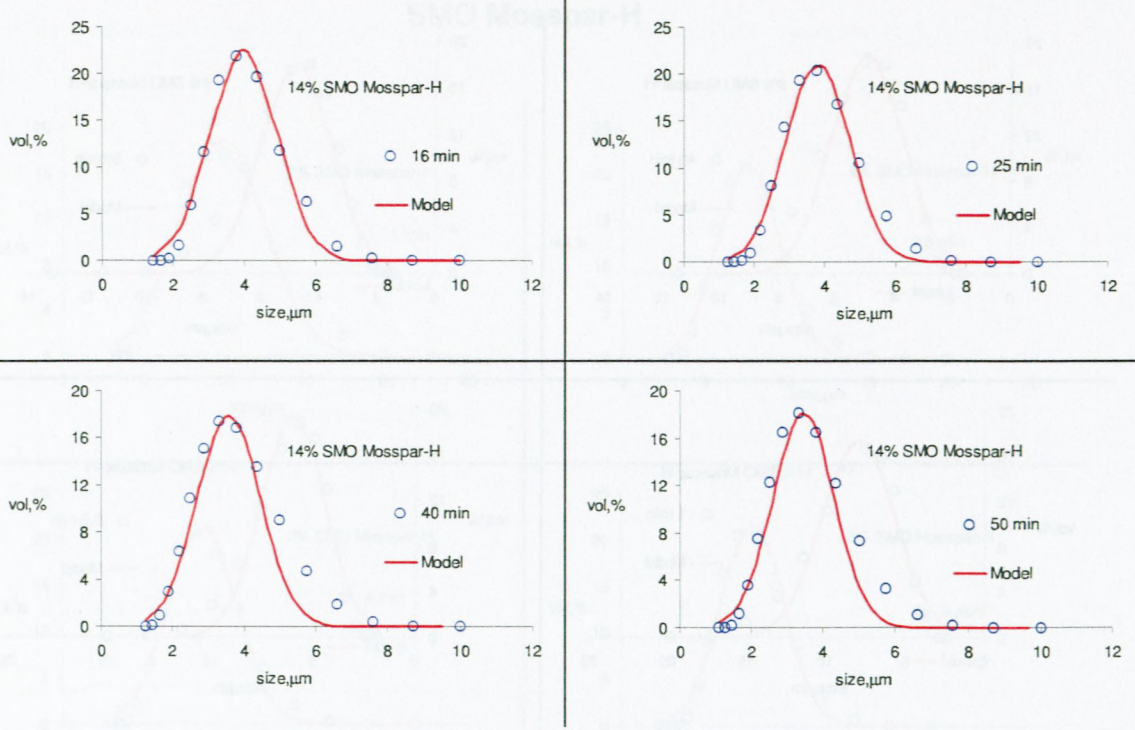 SMO Mosspar-H
25
20
15
10
5
0
vol,%
14% SMO Mosspar-H
16 min
Model
0 2 4 6 8 10 12
size,μm
25
20
15
10
5
0
vol,%
14% SMO Mosspar-H
25 min
Model
0 2 4 6 8 10 12
size,μm
20
16
12
8
4
0
vol,%
14% SMO Mosspar-H
40 min
Model
0 2 4 6 8 10 12
size,μm
20
16
12
8
4
0
vol,%
14% SMO Mosspar-H
50 min
Model
0 2 4 6 8 10 12
size,μm